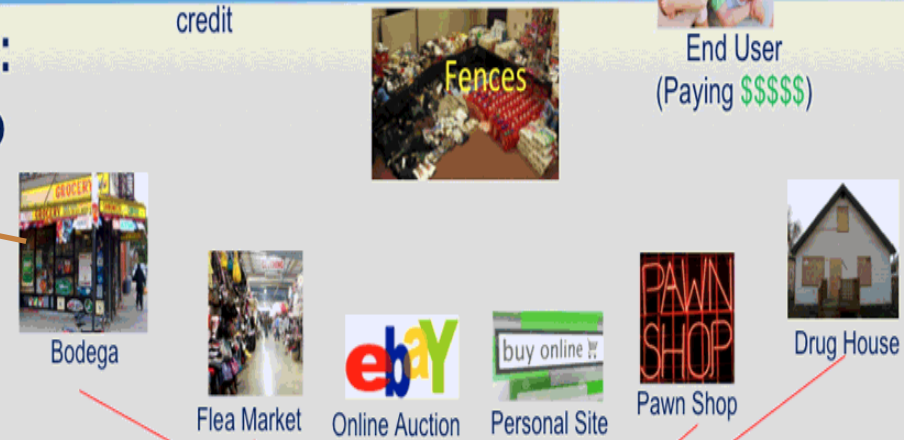 credit
:
End User
(Paying $$$$$)
Fences
GROCERY
GROCERY
Bodega
Flea Market
ebaY
Online Auction
buy online
Personal Site
PAWN
SHOP
Pawn Shop
Drug House